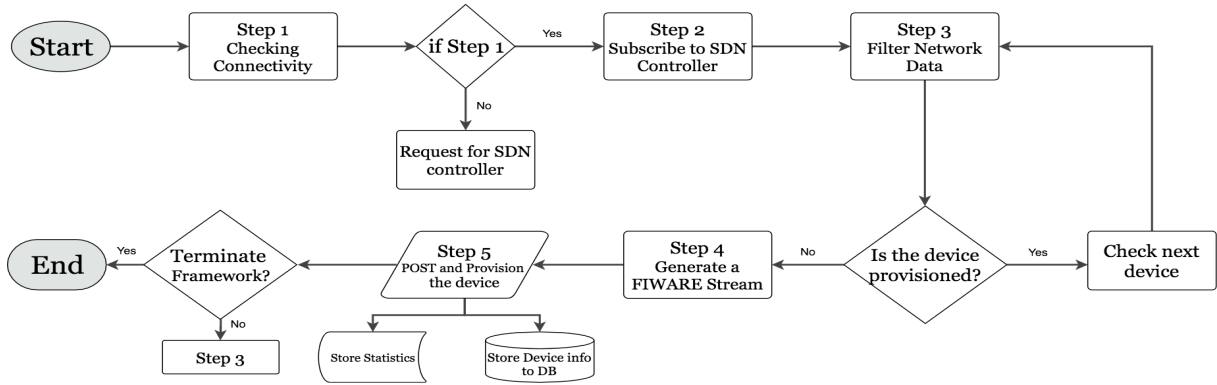 Start
Step 1
Checking
Connectivity
if Step 1
Yes
Step 2
Subscribe to SDN
Controller
Step 3
Filter Network
Data
No
Request for SDN
controller
End
Yes
Terminate
Framework?
Step 5
POST and Provision
the device
Step 4
Generate a
FIWARE Stream
No
Is the device
provisioned?
Yes
Check next
device
No
Step 3
Store Statistics
Store Device info
to DB